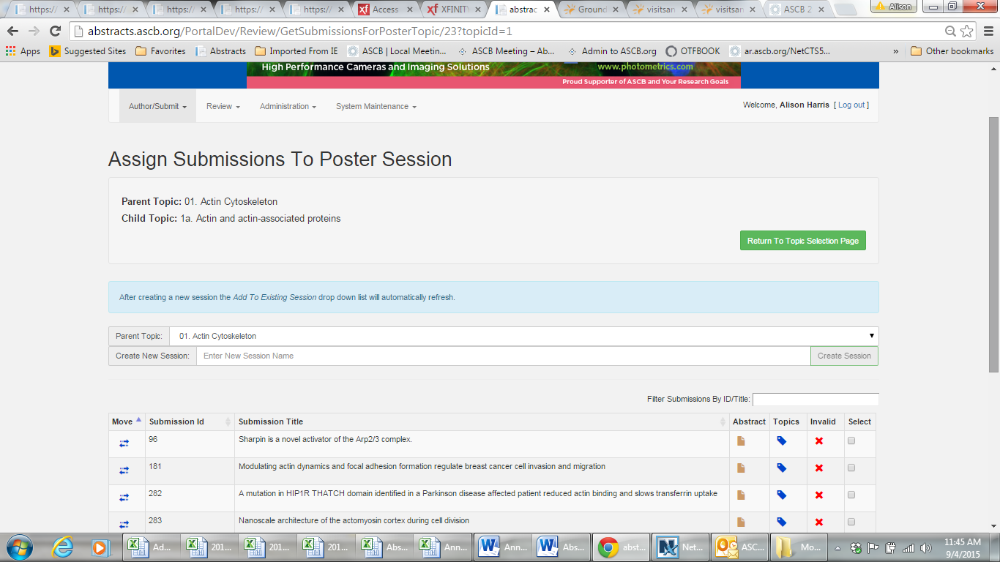 https:// https:/ https:/ https:/ https:/ Access XFINIT abstrac Ground visitsan visitsan ASCB 2 Alison
abstracts.ascb.org/PortalDev/Review/GetSubmissionsForPosterTopic/23?topicId=1
Apps Suggested Sites Favorites Abstracts Imported From IE ASCB | Local Meetin... ASCB Meeting – Ab... Admin to ASCB.org OTFBOOK ar.ascb.org/NetCTS5... » Other bookmarks
High Performance Cameras and Imaging Solutions www.photometrics.com
Proud Supporter of ASCB and Your Research Goals
Author/Submit Review Administration System Maintenance Welcome, Alison Harris [ Log out ]
Assign Submissions To Poster Session
Parent Topic: 01. Actin Cytoskeleton
Child Topic: 1a. Actin and actin-associated proteins
Return To Topic Selection Page
After creating a new session the Add To Existing Session drop down list will automatically refresh.
Parent Topic: 01. Actin Cytoskeleton
Create New Session: Enter New Session Name Create Session
Filter Submissions By ID/Title:
Move Submission Id Submission Title Abstract Topics Invalid Select
96 Sharpin is a novel activator of the Arp2/3 complex.
181 Modulating actin dynamics and focal adhesion formation regulate breast cancer cell invasion and migration
282 A mutation in HIP1R THATCH domain identified in a Parkinson disease affected patient reduced actin binding and slows transferrin uptake
283 Nanoscale architecture of the actomyosin cortex during cell division
Ad... 201... 201... 201... Abs... Ann... Ann... Abs... abst... Net... ASC... Mo... 11:45 AM
9/4/2015